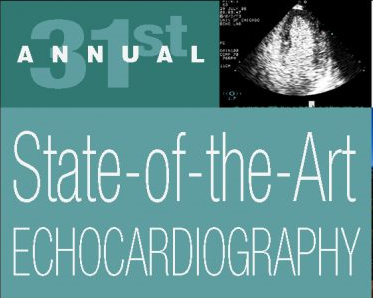 31st
ANNUAL
State-of-the-Art
ECHOCARDIOGRAPHY